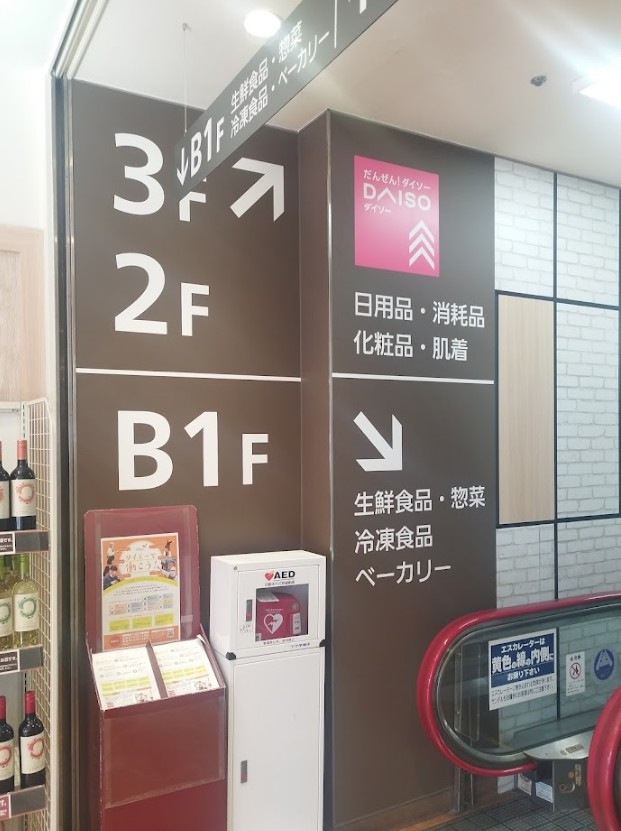 ↓B1F 生鮮食品・惣菜
冷凍食品・ベーカリー
3F
2F
B1F
だんぜん!ダイソー
DAISO
ダイソー
日用品・消耗品
化粧品・肌着
生鮮食品・惣菜
冷凍食品
ベーカリー
AED
働こう
エスカレーターは
黄色の線の内側に
お乗り下さい